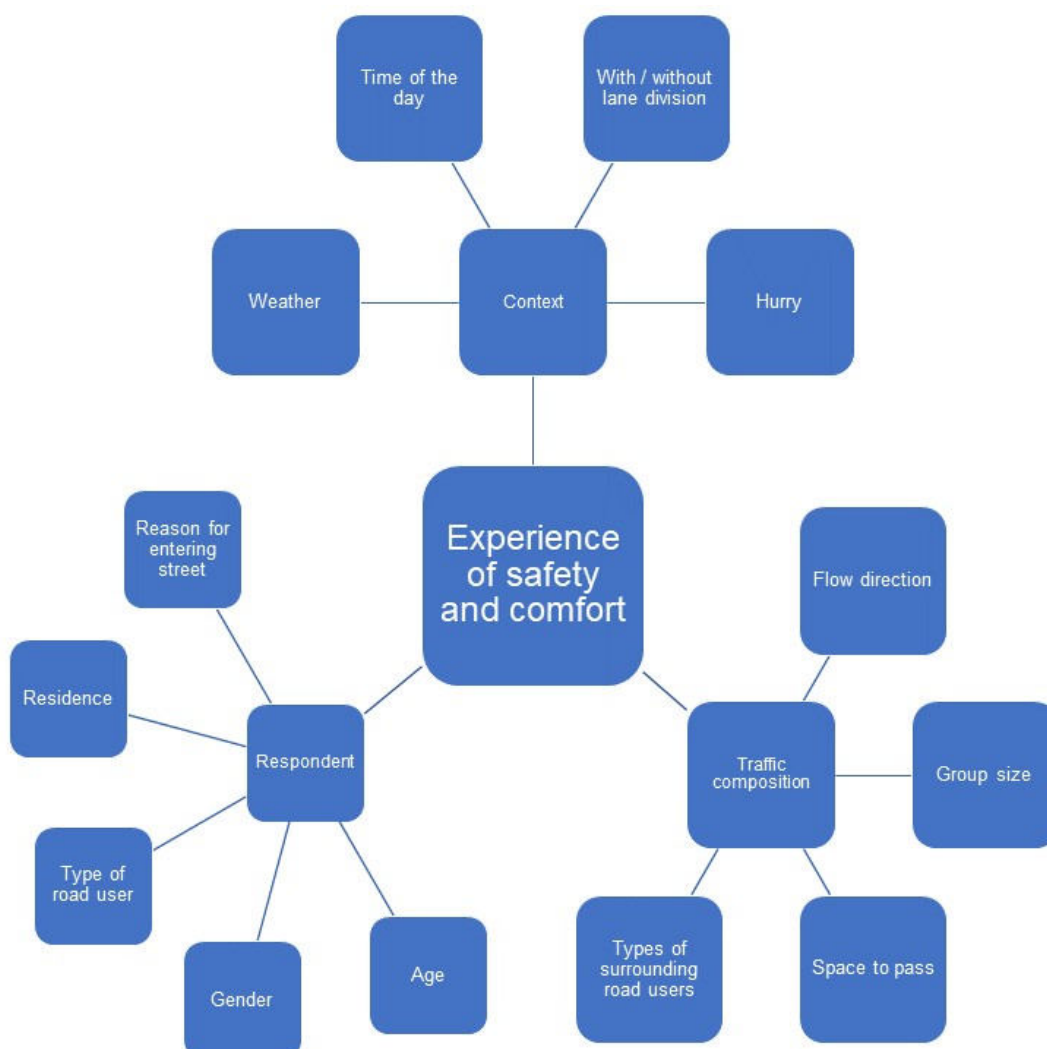 Time of the
day
With / without
lane division
Weather
Context
Hurry
Experience
of safety
and comfort
Reason for
entering
street
Flow direction
Residence
Respondent
Traffic
composition
Group size
Type of
road user
Gender
Age
Types of
surrounding
road users
Space to pass